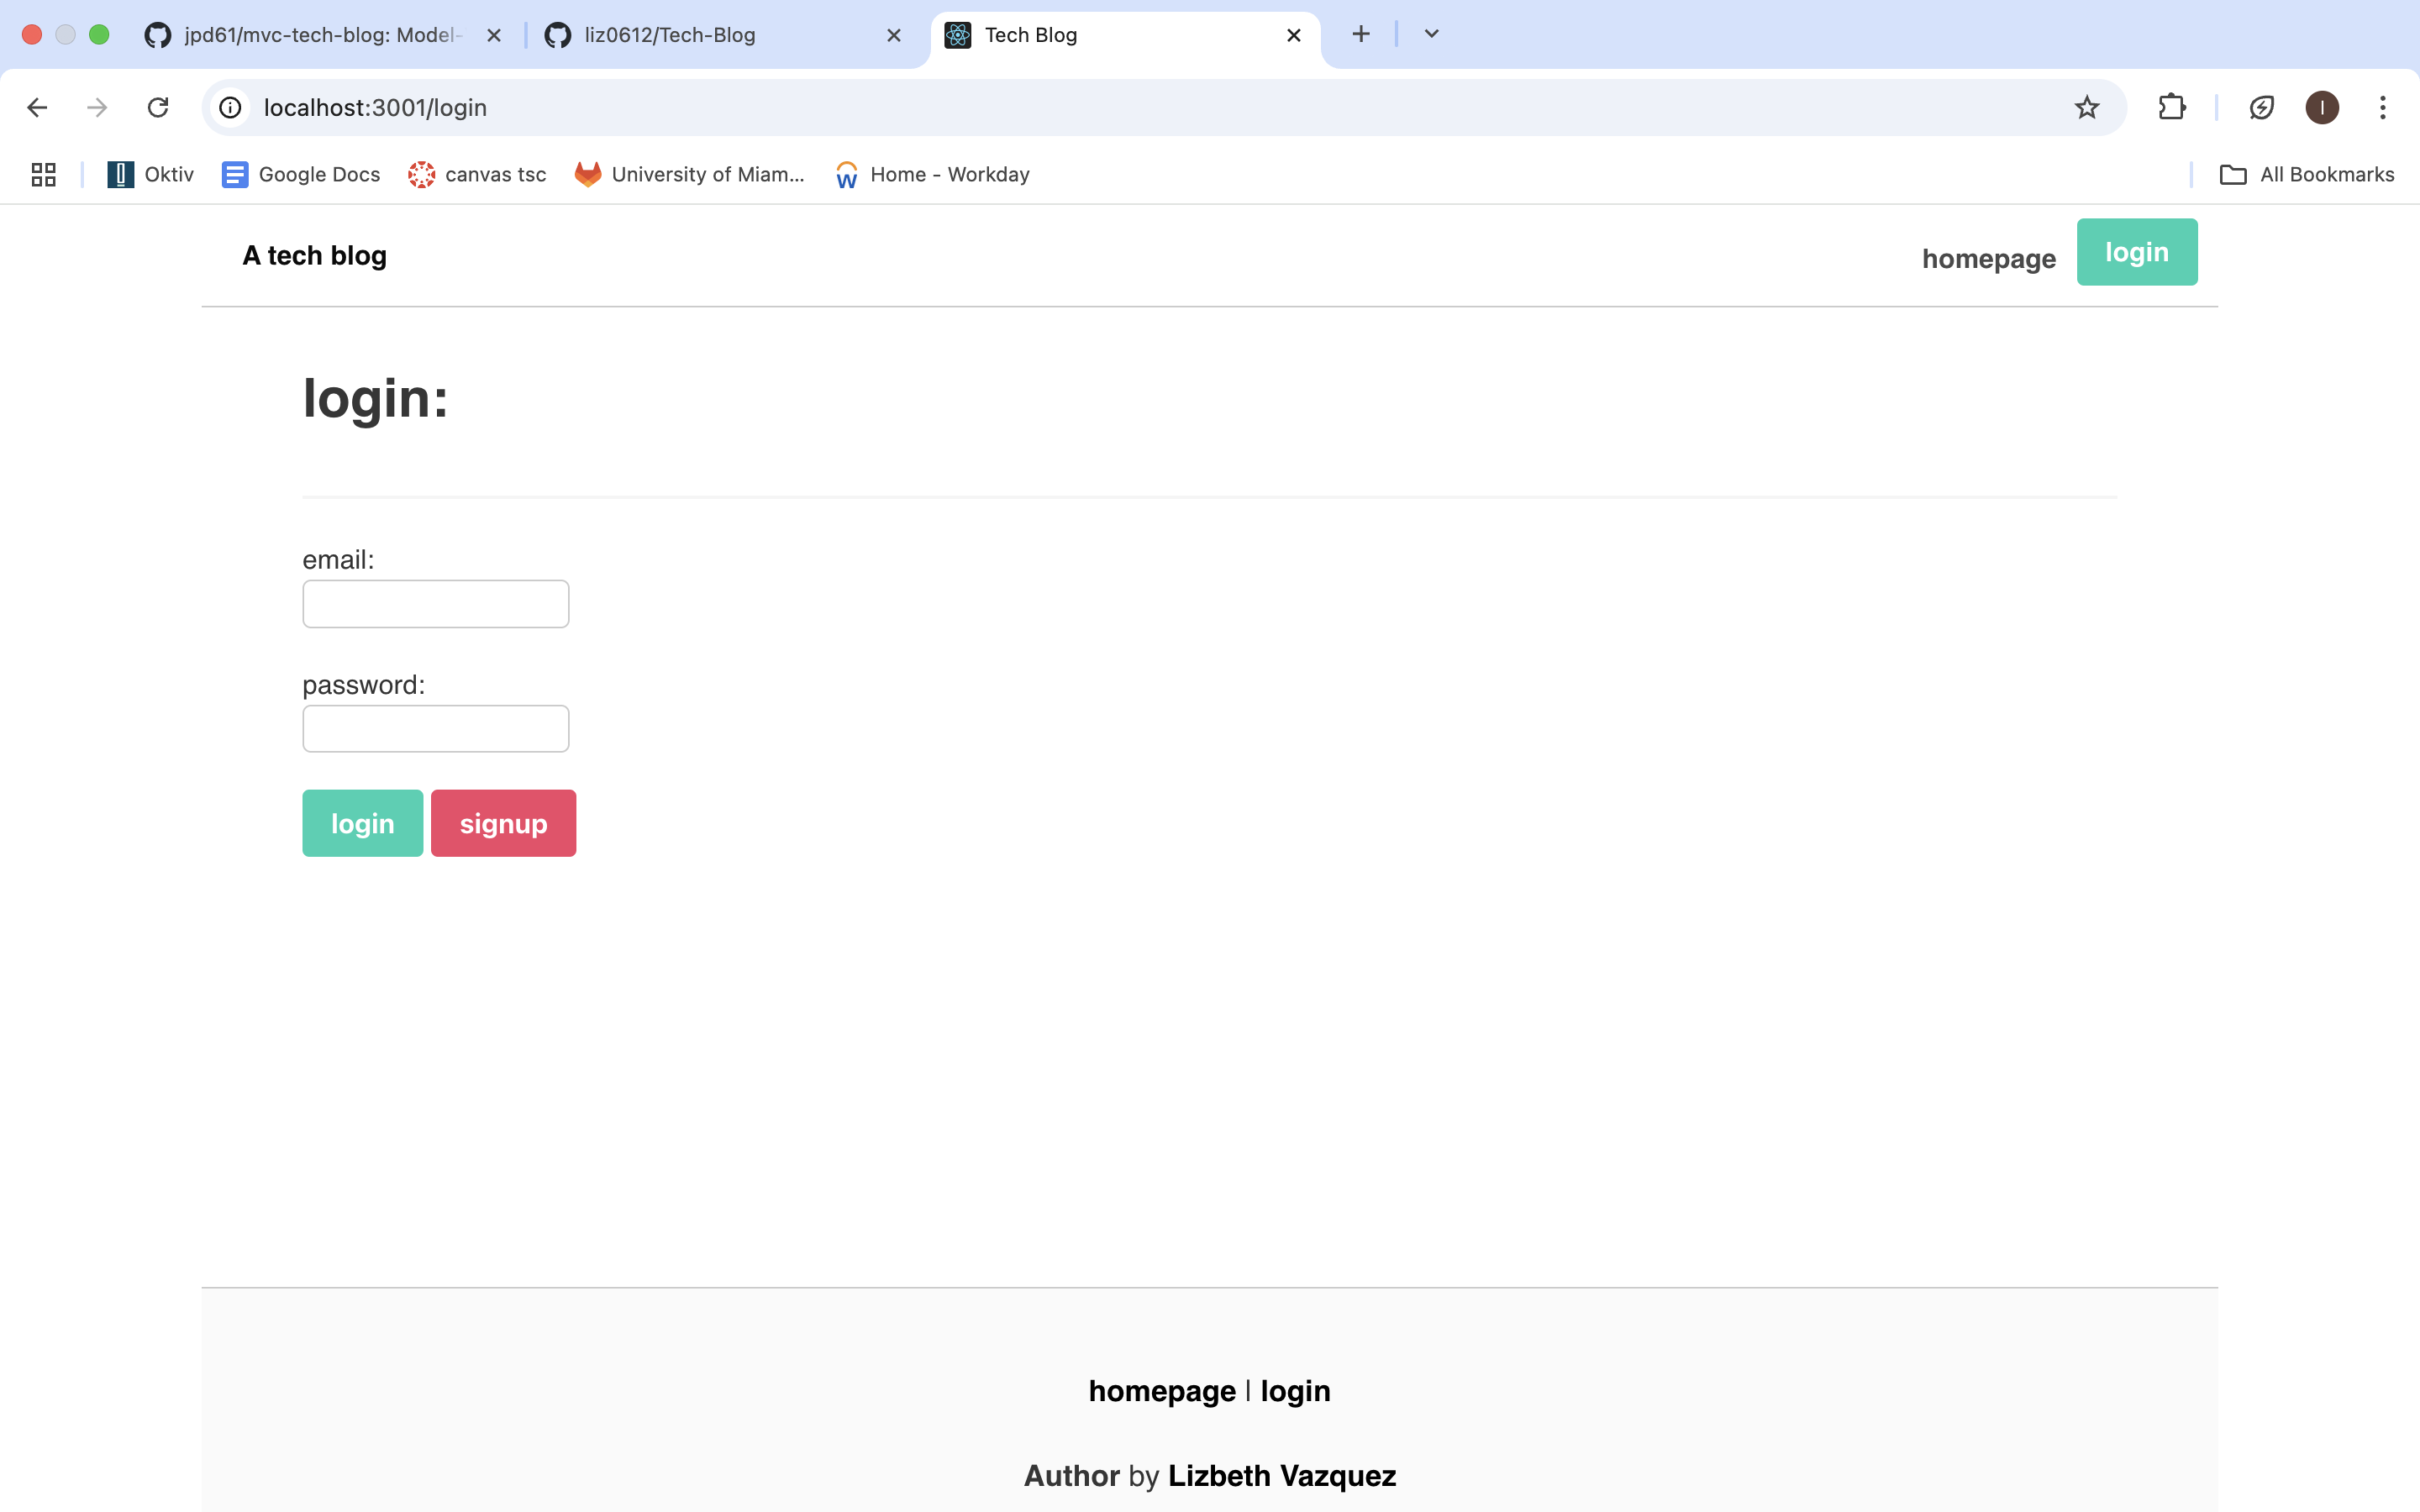 jpd61/mvc-tech-blog: Model-
liz0612/Tech-Blog
Tech Blog
localhost:3001/login
I
Oktiv
Google Docs
canvas tsc
University of Miam...
Home - Workday
All Bookmarks
A tech blog
homepage
login
login:
email:
password:
login signup
homepage | login
Author by Lizbeth Vazquez